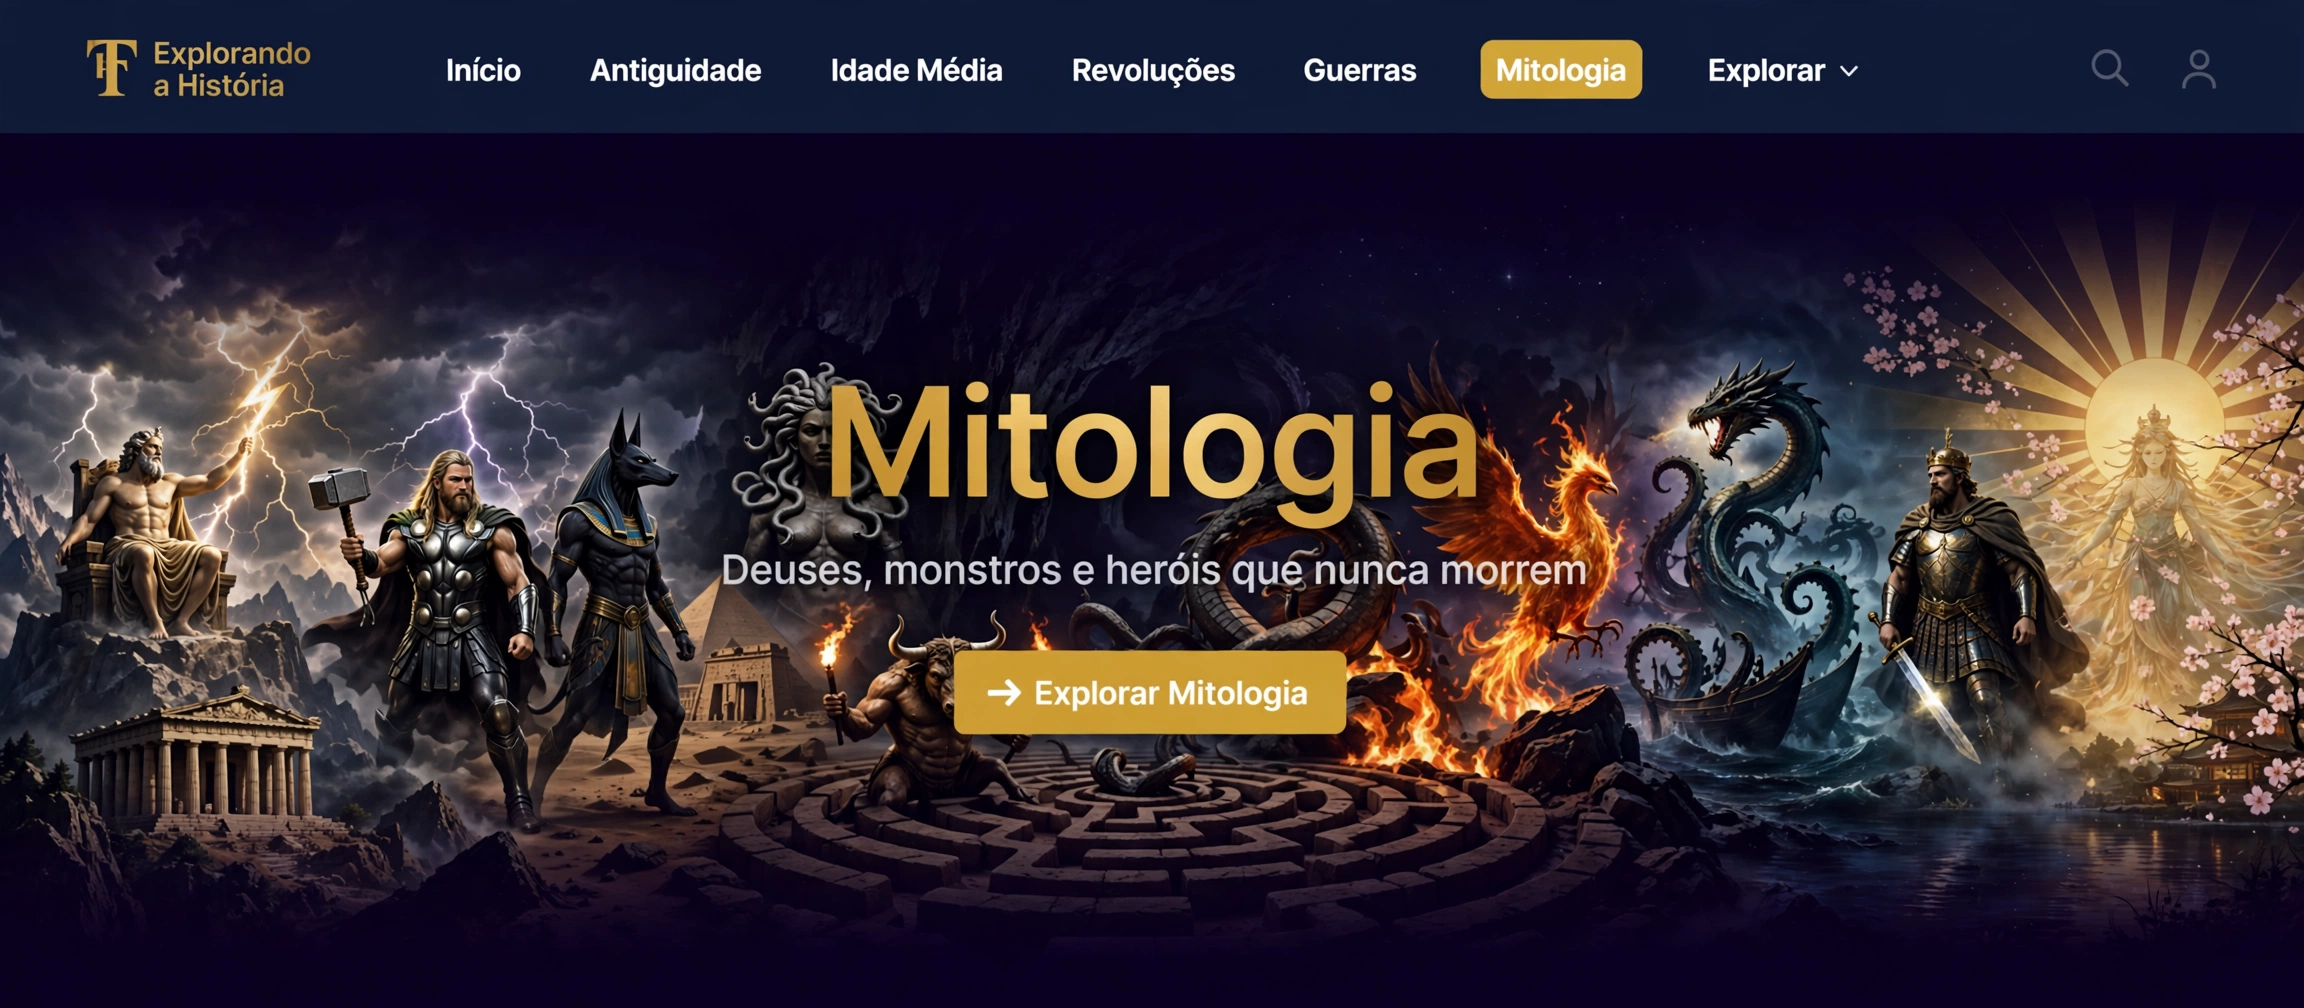 Explorando
a História
Início
Antiguidade
Idade Média
Revoluções
Guerras
Mitologia
Explorar
Mitologia
Deuses, monstros e heróis que nunca morrem
Explorar Mitologia